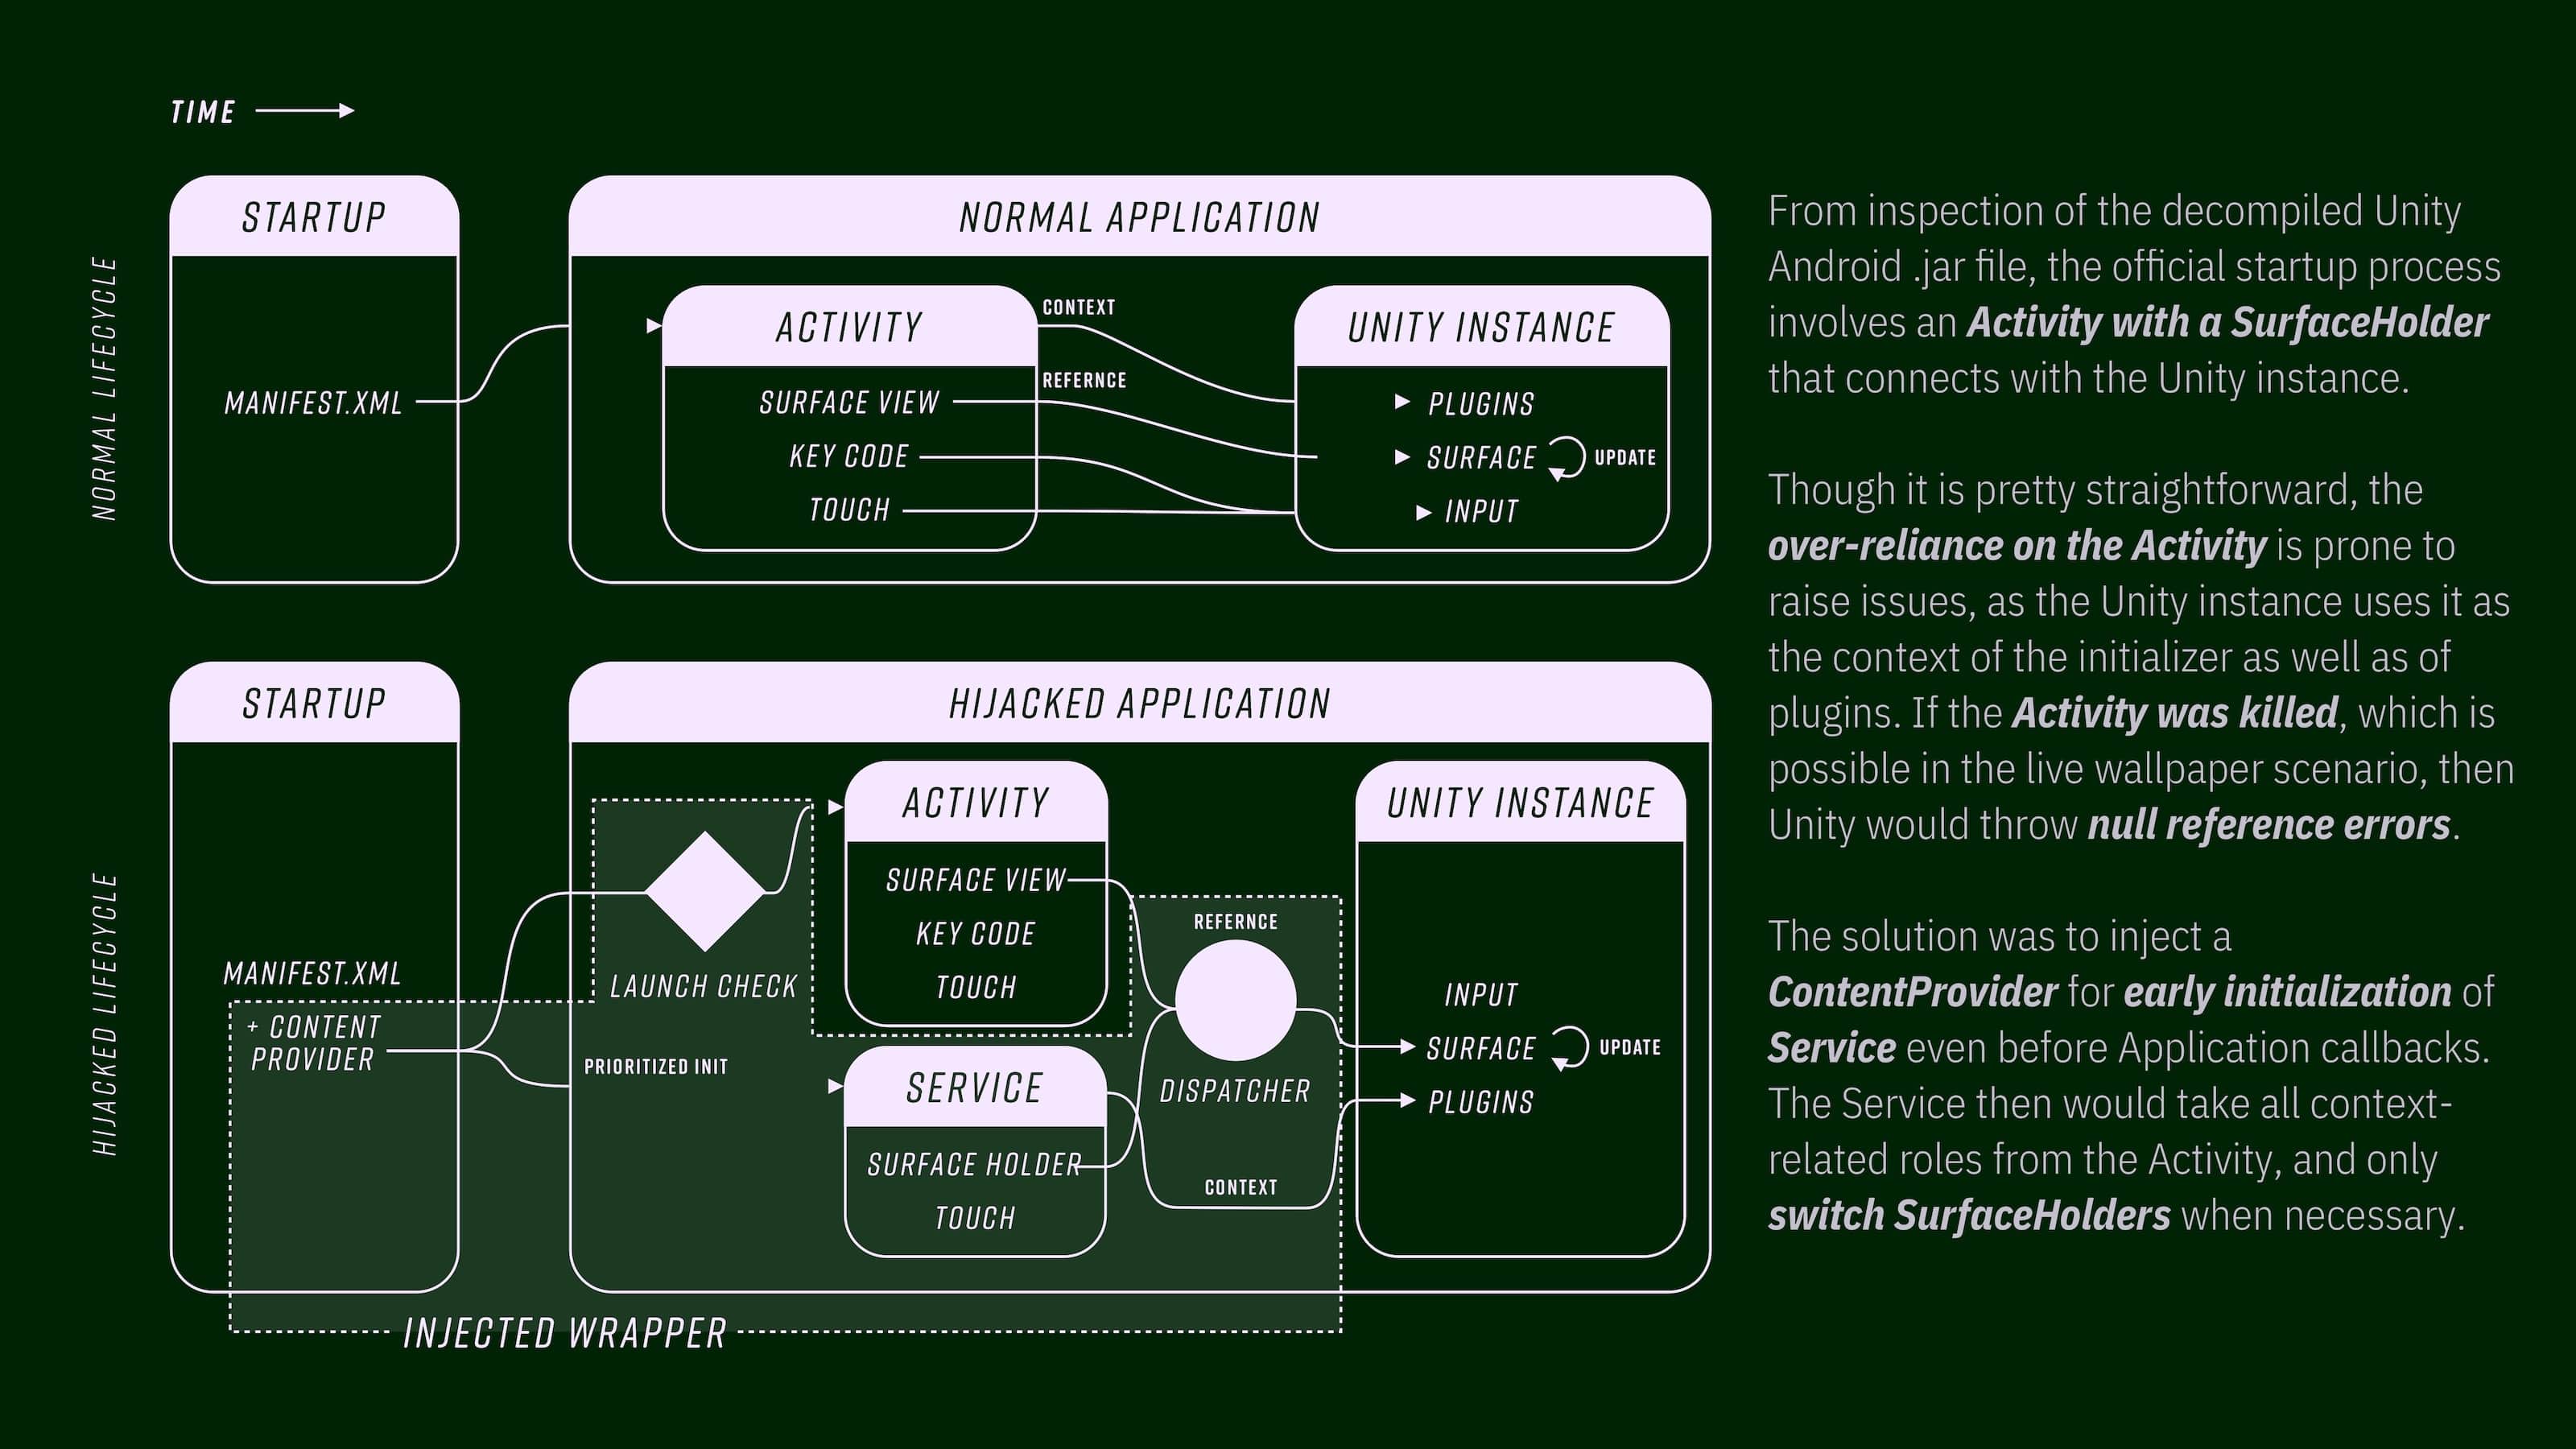 TIME
NORMAL LIFECYCLE
STARTUP
MANIFEST.XML
NORMAL APPLICATION
ACTIVITY
SURFACE VIEW
KEY CODE
TOUCH
CONTEXT
REFERNCE
UNITY INSTANCE
PLUGINS
SURFACE
UPDATE
INPUT
HIJACKED LIFECYCLE
STARTUP
MANIFEST.XML
+ CONTENT
PROVIDER
HIJACKED APPLICATION
LAUNCH CHECK
PRIORITIZED INIT
ACTIVITY
SURFACE VIEW
KEY CODE
TOUCH
SERVICE
SURFACE HOLDER
TOUCH
REFERNCE
DISPATCHER
CONTEXT
UNITY INSTANCE
INPUT
SURFACE
UPDATE
PLUGINS
INJECTED WRAPPER
From inspection of the decompiled Unity
Android .jar file, the official startup process
involves an Activity with a SurfaceHolder
that connects with the Unity instance.
Though it is pretty straightforward, the
over-reliance on the Activity is prone to
raise issues, as the Unity instance uses it as
the context of the initializer as well as of
plugins. If the Activity was killed, which is
possible in the live wallpaper scenario, then
Unity would throw null reference errors.
The solution was to inject a
ContentProvider for early initialization of
Service even before Application callbacks.
The Service then would take all context-
related roles from the Activity, and only
switch SurfaceHolders when necessary.